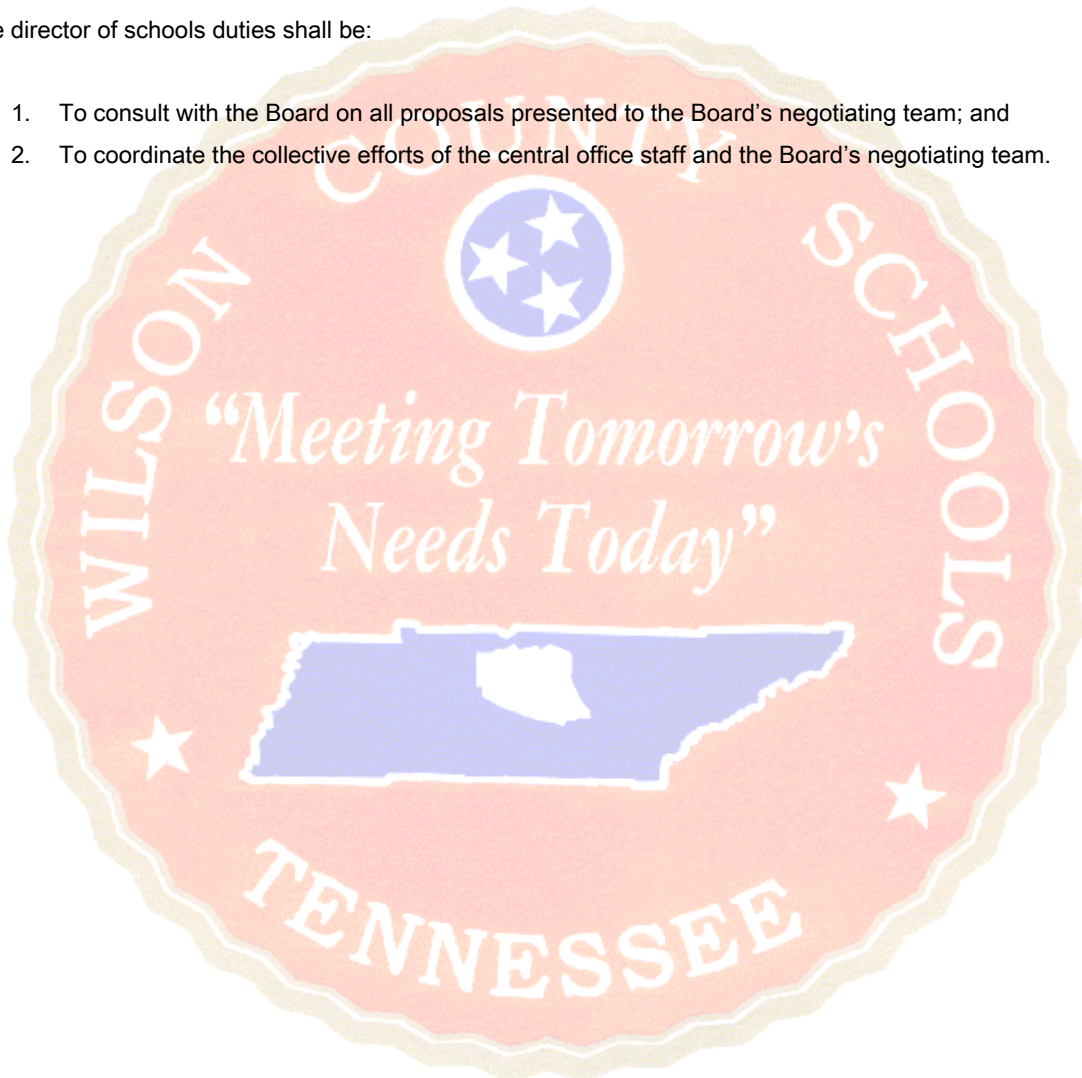 e director of schools duties shall be:
1. To consult with the Board on all proposals presented to the Board’s negotiating team; and
2. To coordinate the collective efforts of the central office staff and the Board’s negotiating team.
WILSON COUNTY SCHOOLS
“Meeting Tomorrow’s
Needs Today”
TENNESSEE